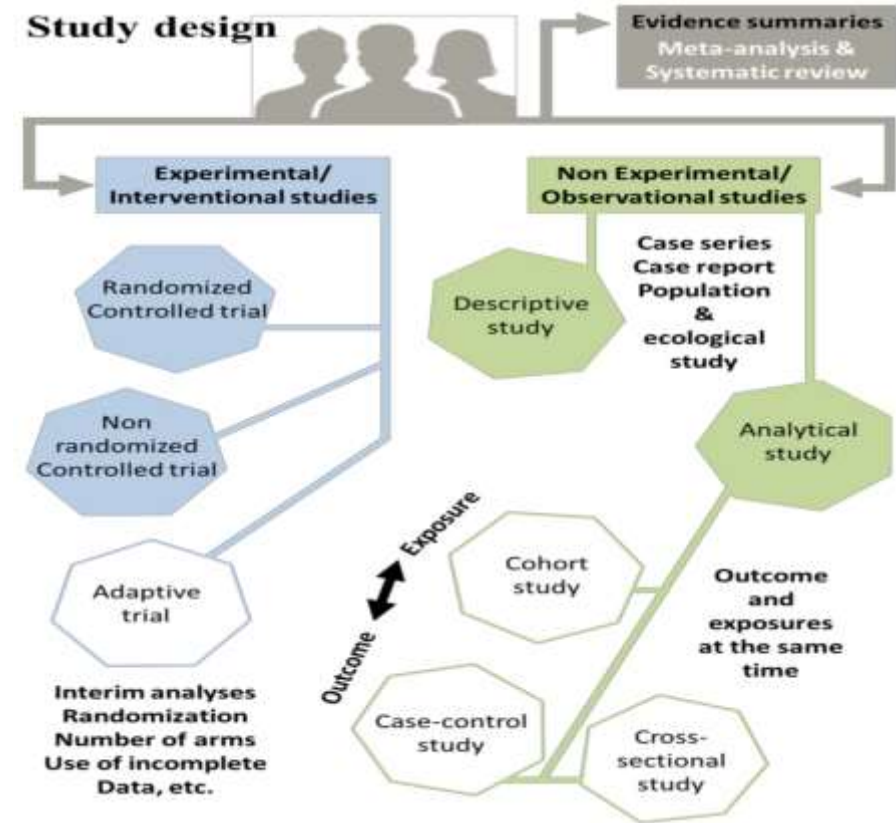 Study design
Evidence summaries
Meta-analysis &
Systematic review
Experimental/
Interventional studies
Non Experimental/
Observational studies
Randomized
Controlled trial
Non
randomized
Controlled trial
Adaptive
trial
Interim analyses
Randomization
Number of arms
Use of incomplete
Data, etc.
Descriptive
study
Case series
Case report
Population
&
ecological
study
Analytical
study
Exposure
Outcome
Cohort
study
Outcome
and
exposures
at the same
time
Case-control
study
Cross-
sectional
study